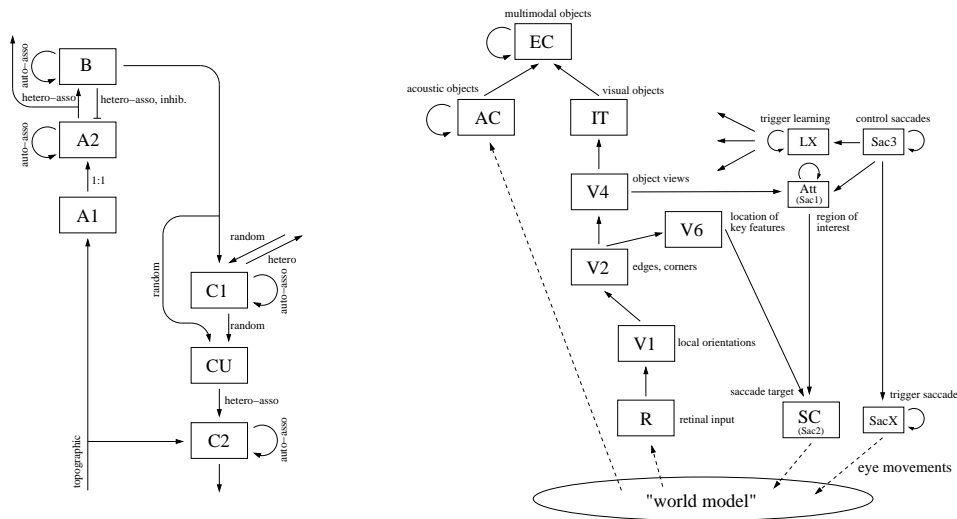 auto−asso
B
hetero−asso
hetero−asso, inhib.
auto−asso
A2
1:1
A1
topographic
random
random
hetero
C1
auto−asso
random
CU
hetero−asso
C2
auto−asso
multimodal objects
EC
acoustic objects
AC
visual objects
IT
trigger learning
LX
control saccades
Sac3
object views
V4
Att
(Sac1)
region of
interest
V6
location of
key features
V2
edges, corners
V1
local orientations
R
retinal input
saccade target
SC
(Sac2)
trigger saccade
SacX
eye movements
"world model"